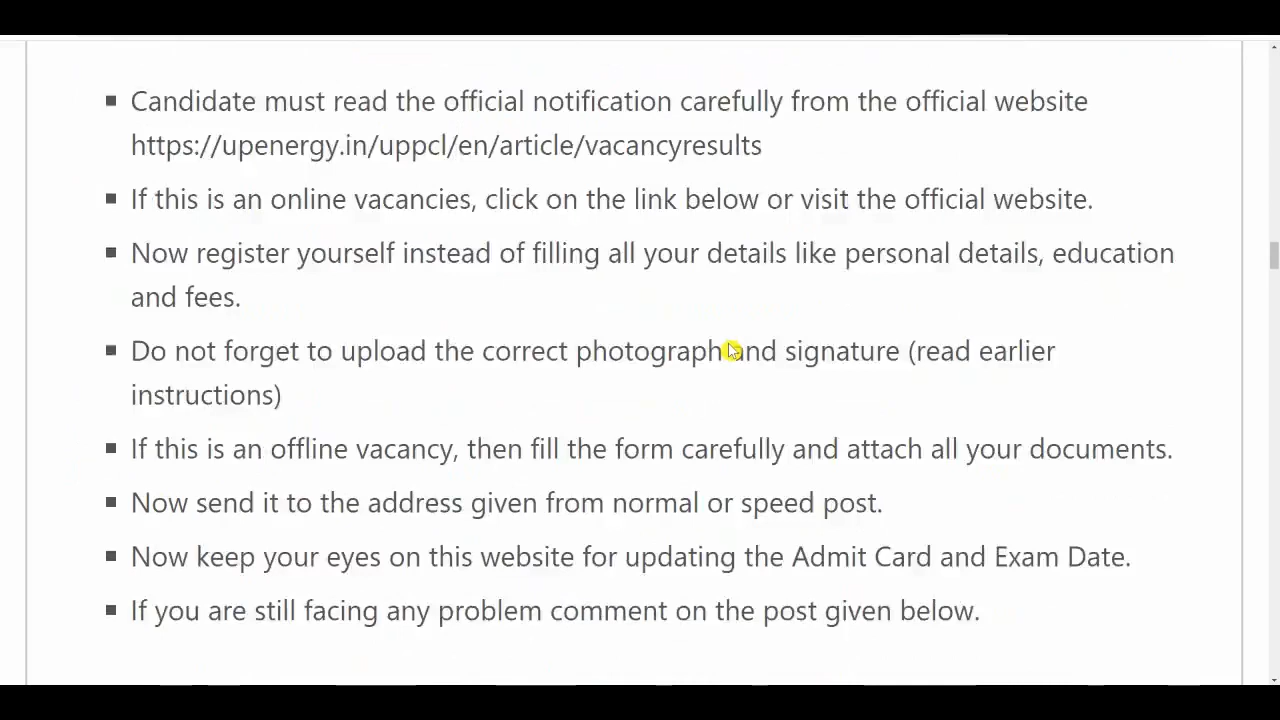 Candidate must read the official notification carefully from the official website
https://upenergy.in/uppcl/en/article/vacancyresults
If this is an online vacancies, click on the link below or visit the official website.
Now register yourself instead of filling all your details like personal details, education
and fees.
Do not forget to upload the correct photograph and signature (read earlier
instructions)
If this is an offline vacancy, then fill the form carefully and attach all your documents.
Now send it to the address given from normal or speed post.
Now keep your eyes on this website for updating the Admit Card and Exam Date.
If you are still facing any problem comment on the post given below.